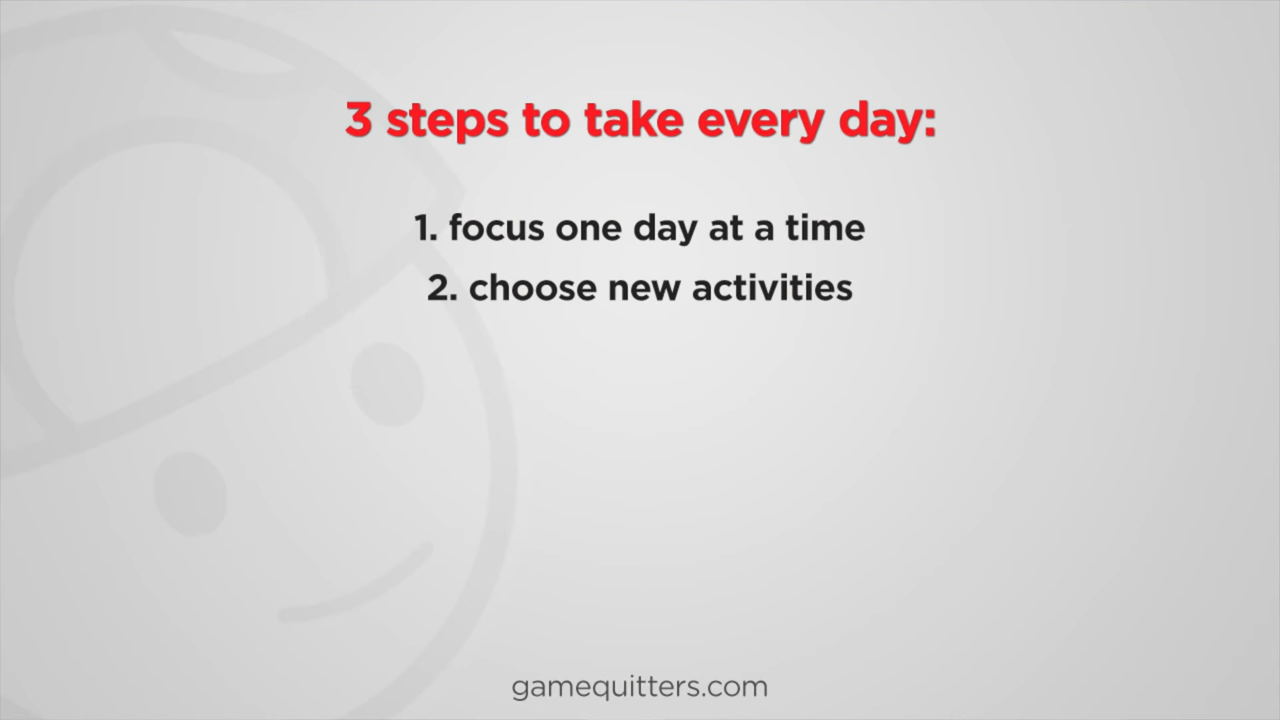 3 steps to take every day:
1. focus one day at a time
2. choose new activities
gamequitters.com